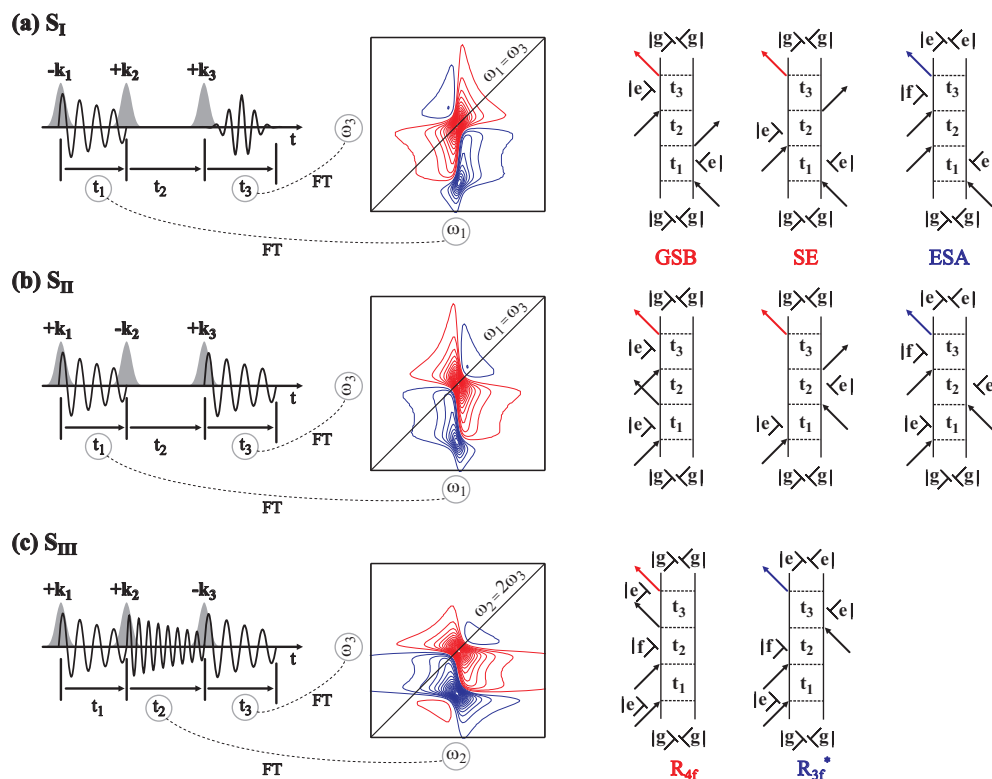 (a) S_I
-k₁ +k₂ +k₃
t
t₁ t₂ t₃
FT
FT
ω₃
ω₁ = ω₃
ω₁
|g⟩⟨g| |g⟩⟨g| |e⟩⟨e|
|e⟩ t₃ t₃ |f⟩ t₃
t₂ |e⟩ t₂ t₂
t₁ ⟨e| t₁ t₁ ⟨e|
|g⟩⟨g| |g⟩⟨g| |g⟩⟨g|
GSB SE ESA
(b) S_II
+k₁ -k₂ +k₃
t
t₁ t₂ t₃
FT
FT
ω₃
ω₁ = ω₃
ω₁
|g⟩⟨g| |g⟩⟨g| |e⟩⟨e|
|e⟩ t₃ t₃ |f⟩ t₃
t₂ t₂ ⟨e| t₂ ⟨e|
|e⟩ t₁ |e⟩ t₁ |e⟩ t₁
|g⟩⟨g| |g⟩⟨g| |g⟩⟨g|
(c) S_III
+k₁ +k₂ -k₃
t
t₁ t₂ t₃
FT
FT
ω₃
ω₂ = 2ω₃
ω₂
|g⟩⟨g| |e⟩⟨e|
|e⟩ t₃ t₃ ⟨e|
|f⟩ t₂ |f⟩ t₂
|e⟩ t₁ |e⟩ t₁
|g⟩⟨g| |g⟩⟨g|
R_4f R_3f*